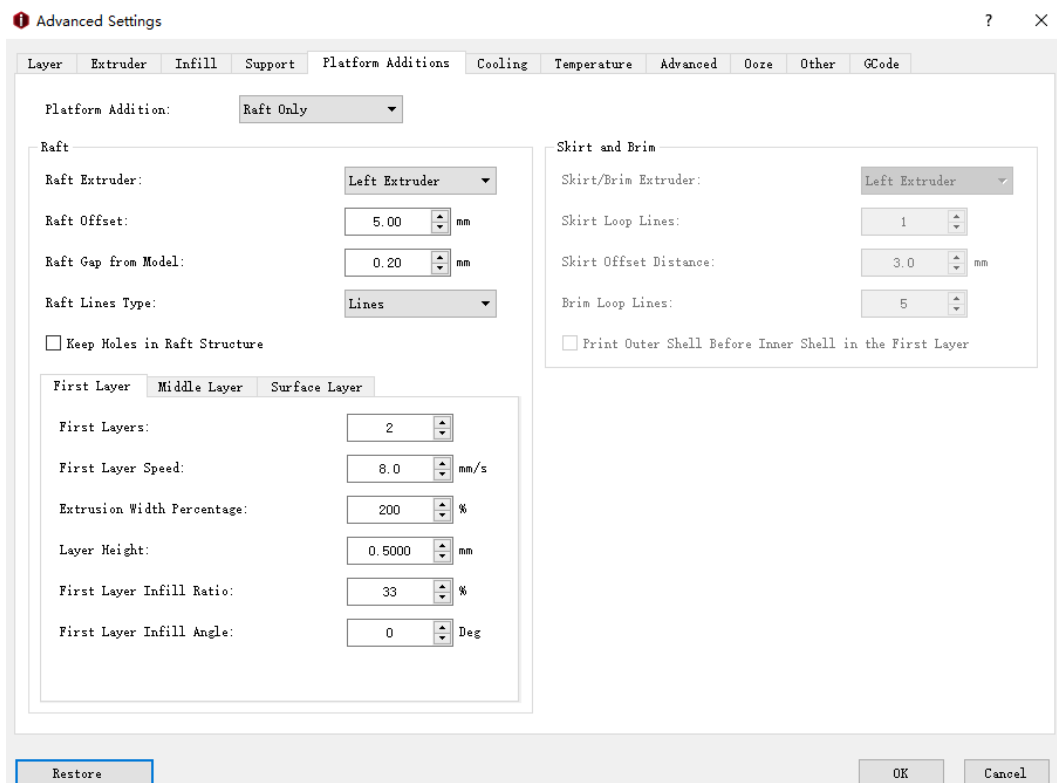 Advanced Settings
? ×
Layer Extruder Infill Support Platform Additions Cooling Temperature Advanced Ooze Other GCode
Platform Addition: Raft Only
Raft
Raft Extruder: Left Extruder
Raft Offset: 5.00 mm
Raft Gap from Model: 0.20 mm
Raft Lines Type: Lines
Keep Holes in Raft Structure
First Layer Middle Layer Surface Layer
First Layers: 2
First Layer Speed: 8.0 mm/s
Extrusion Width Percentage: 200 %
Layer Height: 0.5000 mm
First Layer Infill Ratio: 33 %
First Layer Infill Angle: 0 Deg
Skirt and Brim
Skirt/Brim Extruder: Left Extruder
Skirt Loop Lines: 1
Skirt Offset Distance: 3.0 mm
Brim Loop Lines: 5
Print Outer Shell Before Inner Shell in the First Layer
Restore OK Cancel